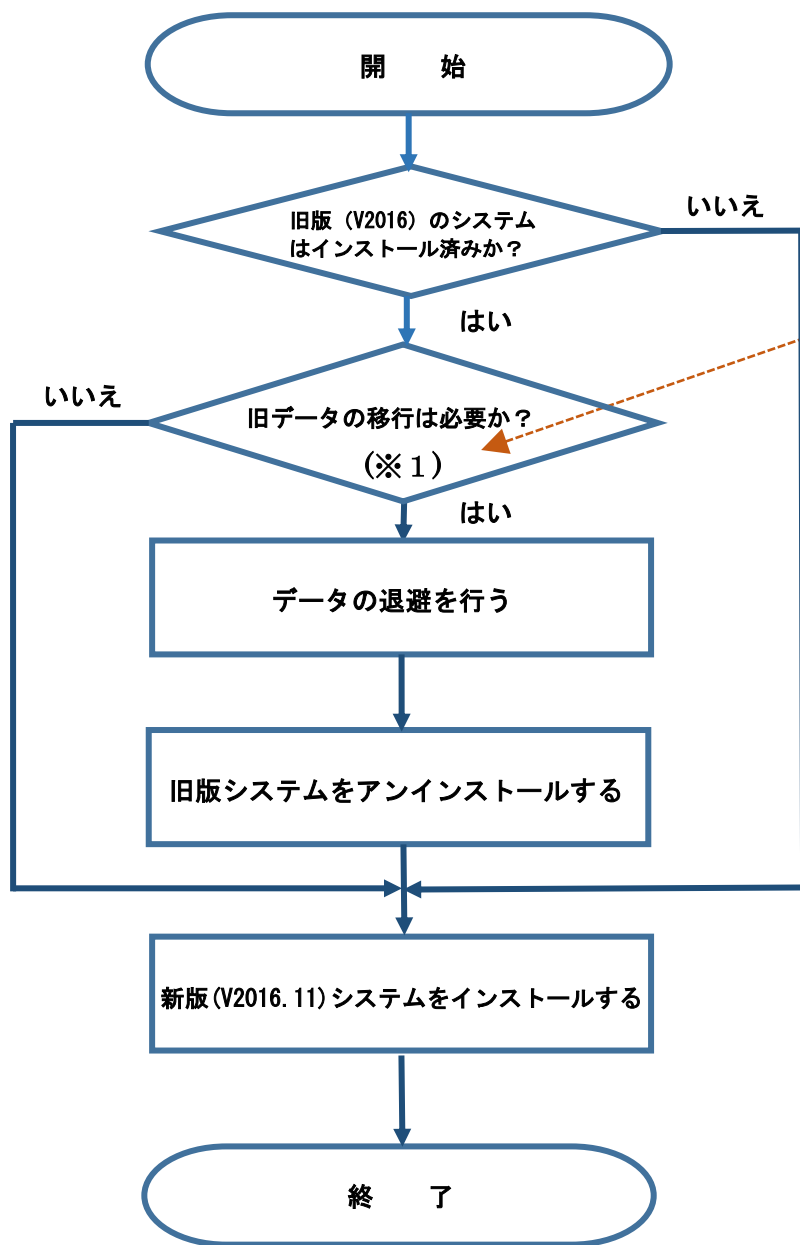 開　　始
旧版（V2016）のシステム
はインストール済みか？
いいえ
はい
いいえ
旧データの移行は必要か？
（※１）
はい
データの退避を行う
旧版システムをアンインストールする
新版(V2016.11)システムをインストールする
終　　了